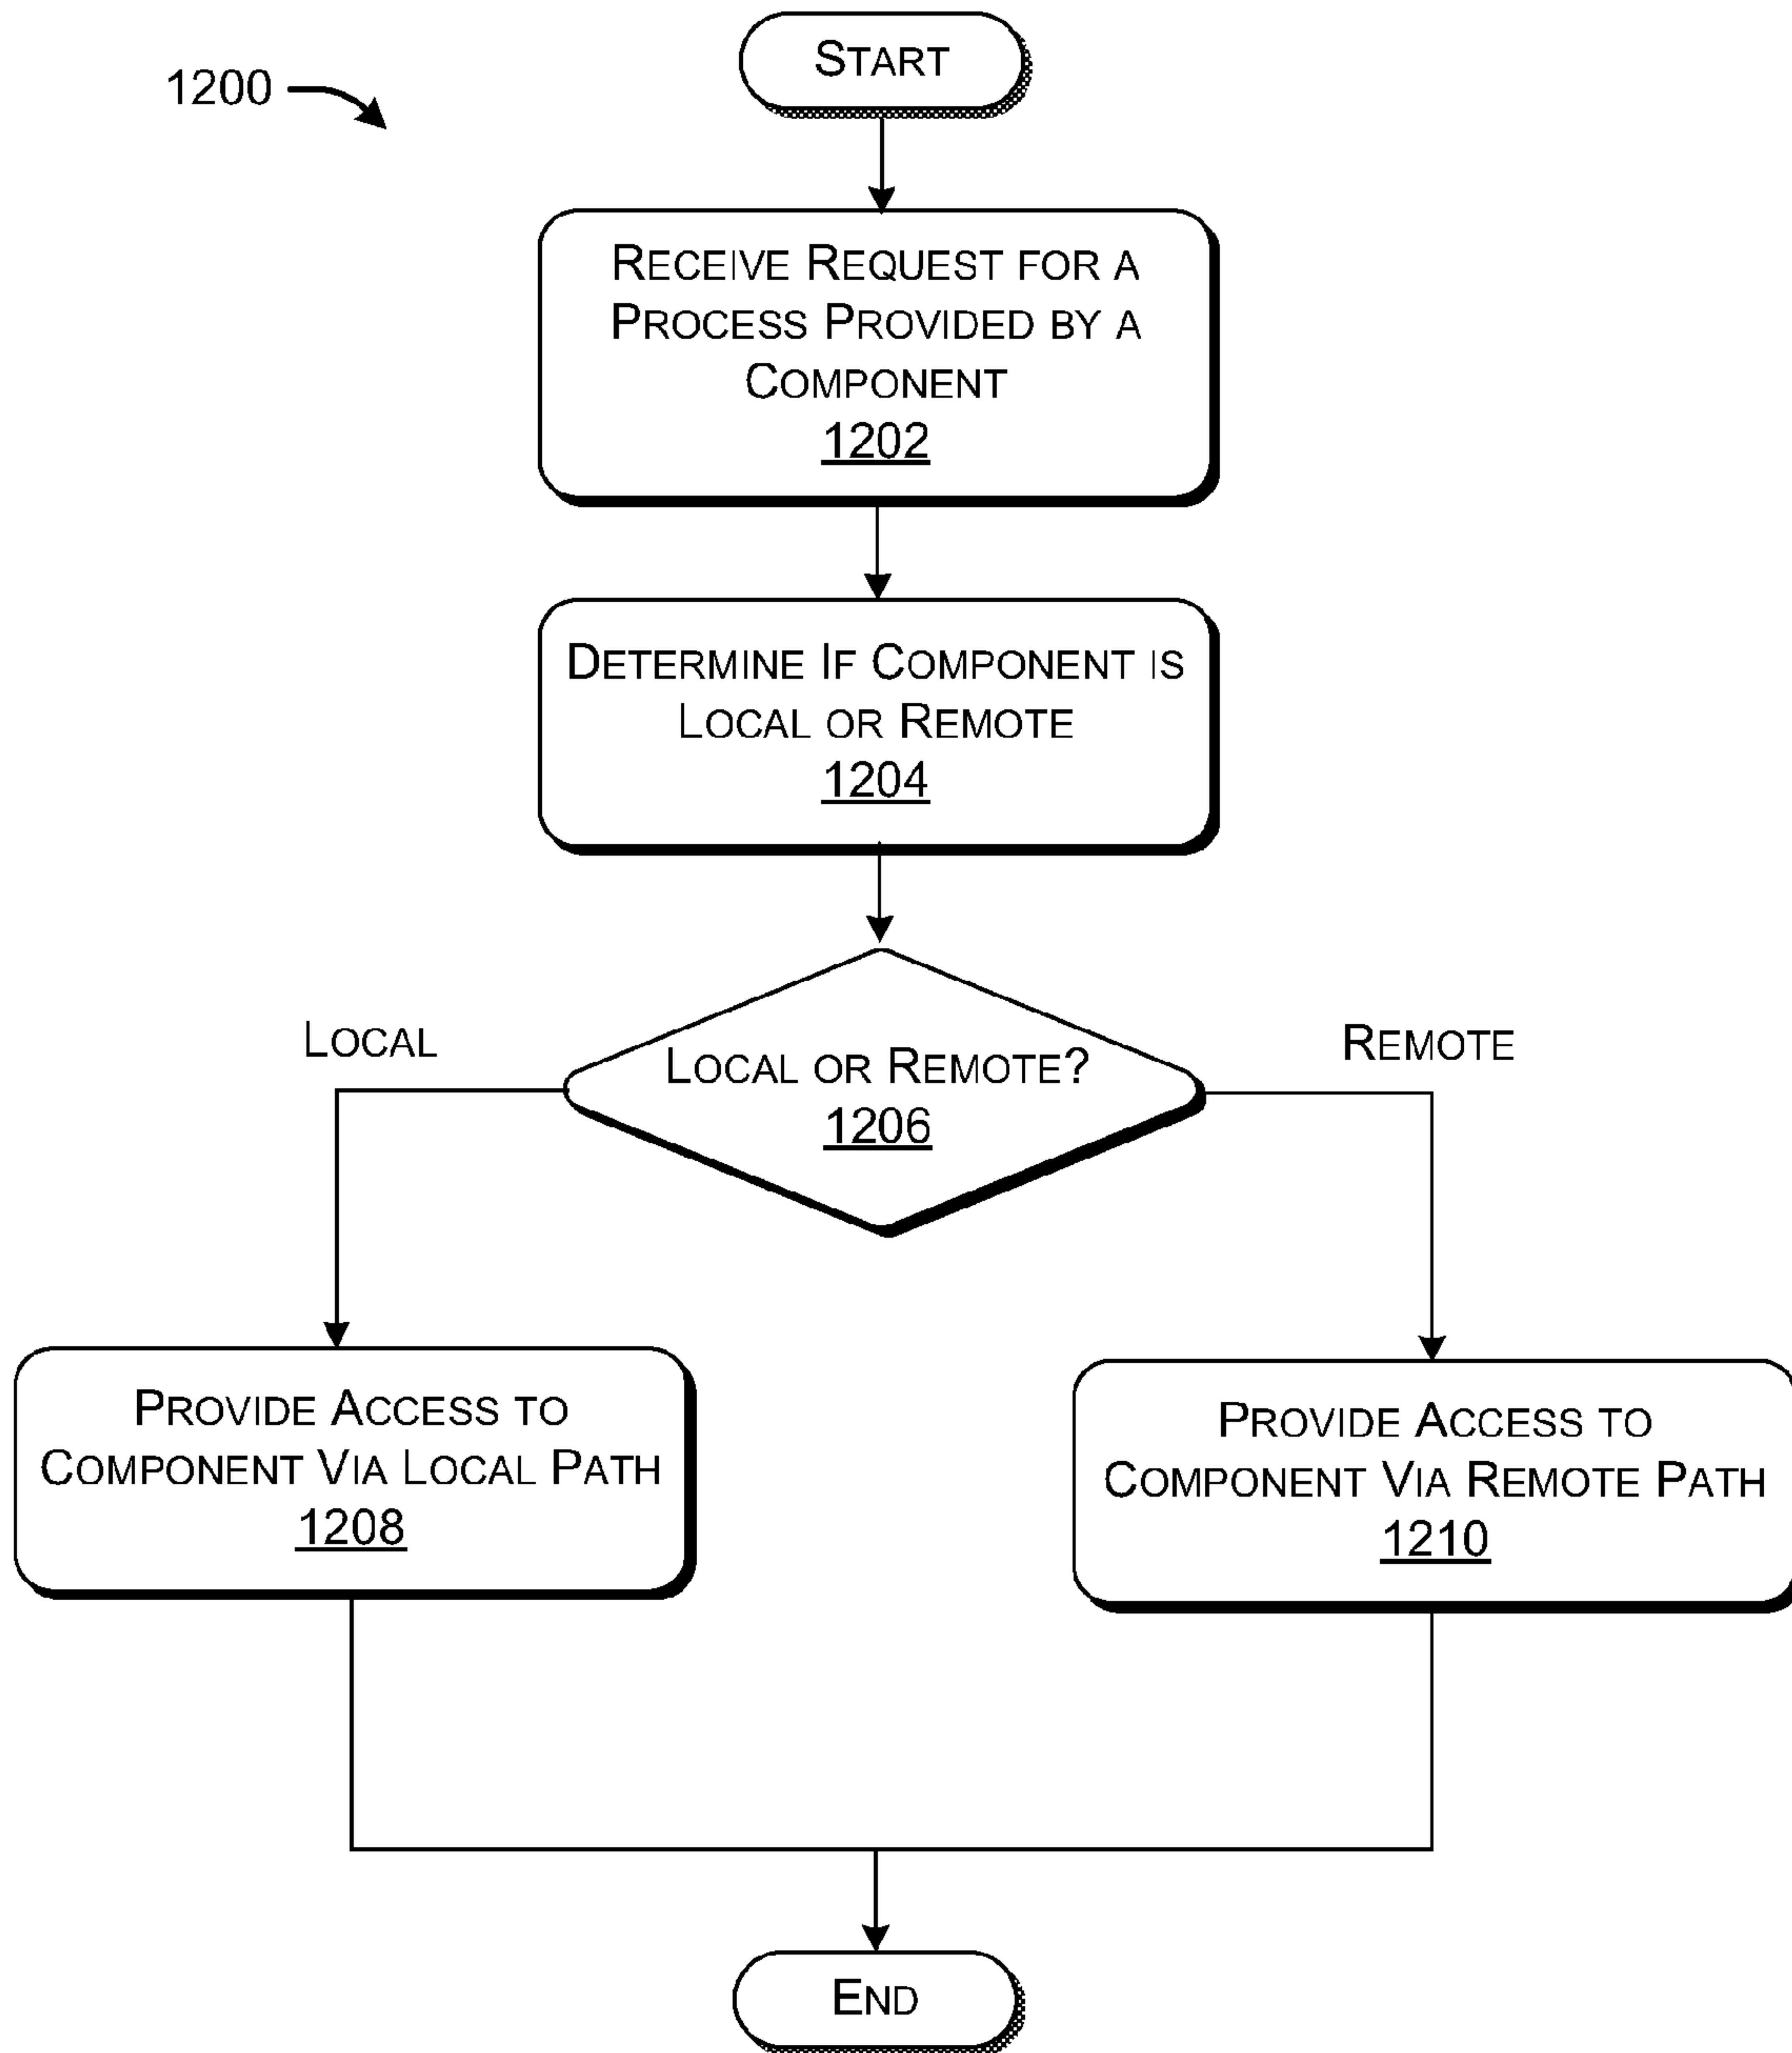 START
1200
RECEIVE REQUEST FOR A
PROCESS PROVIDED BY A
COMPONENT
1202
DETERMINE IF COMPONENT IS
LOCAL OR REMOTE
1204
LOCAL
REMOTE
LOCAL OR REMOTE?
1206
PROVIDE ACCESS TO
COMPONENT VIA LOCAL PATH
1208
PROVIDE ACCESS TO
COMPONENT VIA REMOTE PATH
1210
END